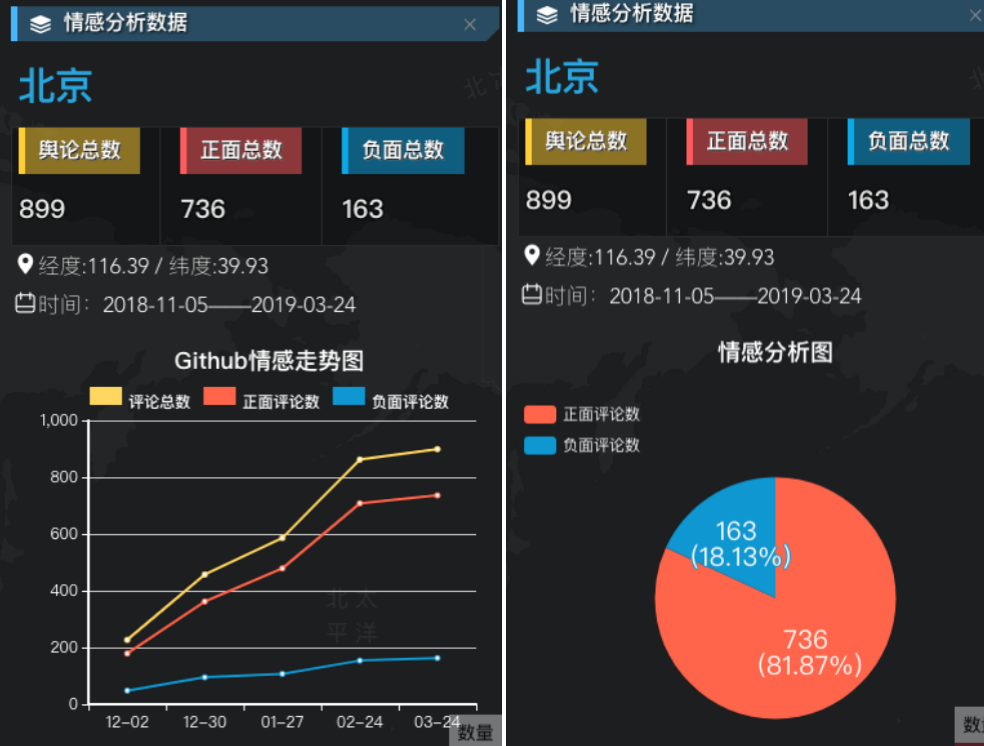 情感分析数据 ×
北京
舆论总数 正面总数 负面总数
899 736 163
经度:116.39 / 纬度:39.93
时间：2018-11-05——2019-03-24
Github情感走势图
评论总数 正面评论数 负面评论数
1,000
800
600
400
200
0
12-02 12-30 01-27 02-24 03-24
数量
北 太
平 洋
情感分析数据 ×
北京
舆论总数 正面总数 负面总数
899 736 163
经度:116.39 / 纬度:39.93
时间：2018-11-05——2019-03-24
情感分析图
正面评论数
负面评论数
163
(18.13%)
736
(81.87%)